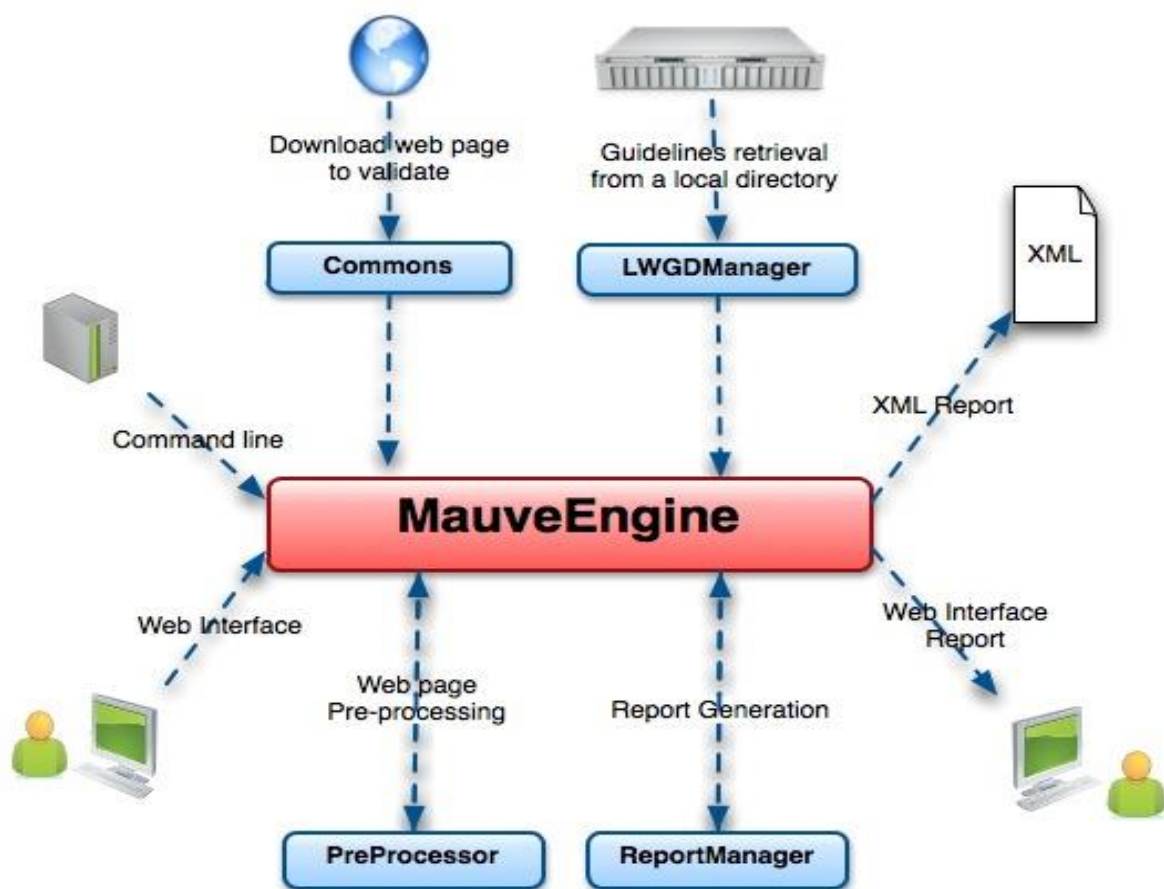 Download web page
to validate
Guidelines retrieval
from a local directory
Commons
LWGDManager
XML
Command line
XML Report
MauveEngine
Web Interface
Web Interface
Report
Web page
Pre-processing
Report Generation
PreProcessor
ReportManager